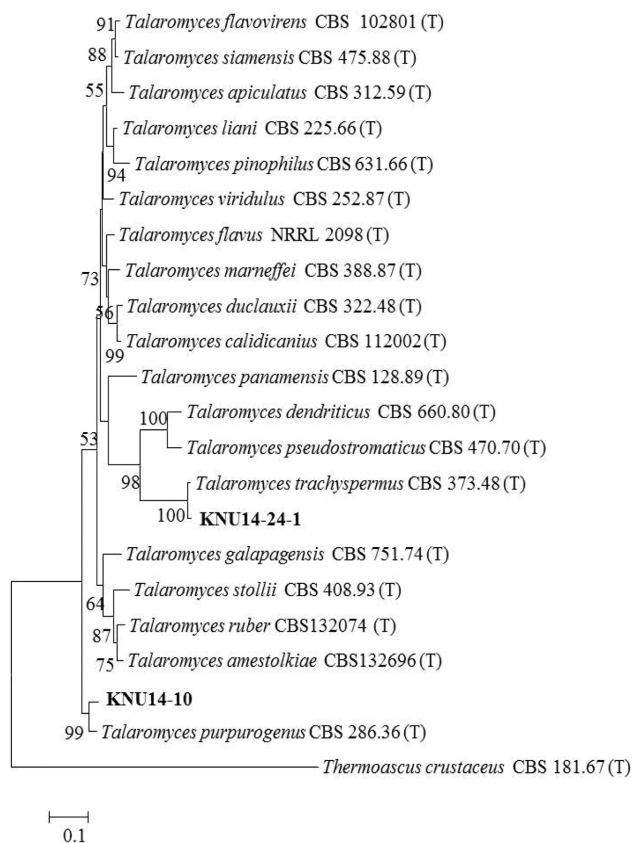 91 Talaromyces flavovirens CBS 102801 (T)
88 Talaromyces siamensis CBS 475.88 (T)
55 Talaromyces apiculatus CBS 312.59 (T)
Talaromyces liani CBS 225.66 (T)
Talaromyces pinophilus CBS 631.66 (T)
94
Talaromyces viridulus CBS 252.87 (T)
Talaromyces flavus NRRL 2098 (T)
73 Talaromyces marneffei CBS 388.87 (T)
56 Talaromyces duclauxii CBS 322.48 (T)
Talaromyces calidicanius CBS 112002 (T)
99
Talaromyces panamensis CBS 128.89 (T)
100 Talaromyces dendriticus CBS 660.80 (T)
53 Talaromyces pseudostromaticus CBS 470.70 (T)
98 Talaromyces trachyspermus CBS 373.48 (T)
100 KNU14-24-1
Talaromyces galapagensis CBS 751.74 (T)
Talaromyces stollii CBS 408.93 (T)
64
87 Talaromyces ruber CBS132074 (T)
75 Talaromyces amestolkiae CBS132696 (T)
KNU14-10
99 Talaromyces purpurogenus CBS 286.36 (T)
Thermoascus crustaceus CBS 181.67 (T)
0.1